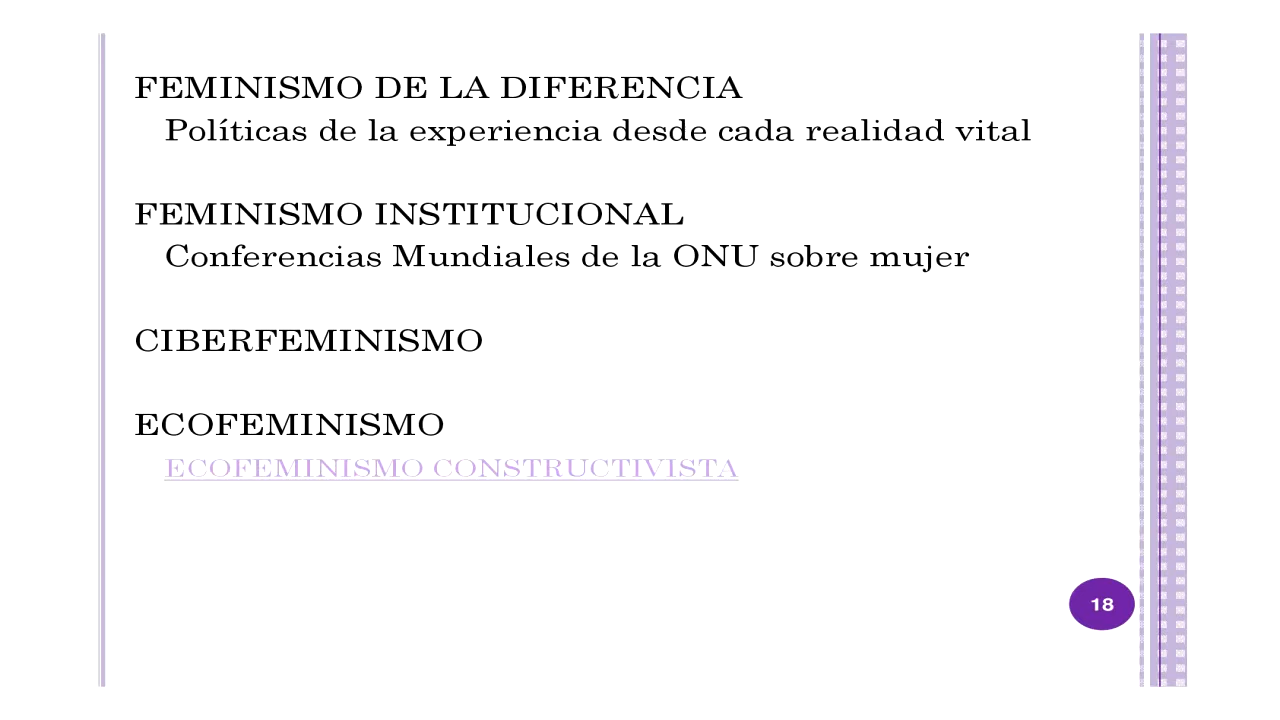 FEMINISMO DE LA DIFERENCIA
Políticas de la experiencia desde cada realidad vital
FEMINISMO INSTITUCIONAL
Conferencias Mundiales de la ONU sobre mujer
CIBERFEMINISMO
ECOFEMINISMO
ECOFEMINISMO CONSTRUCTIVISTA
18